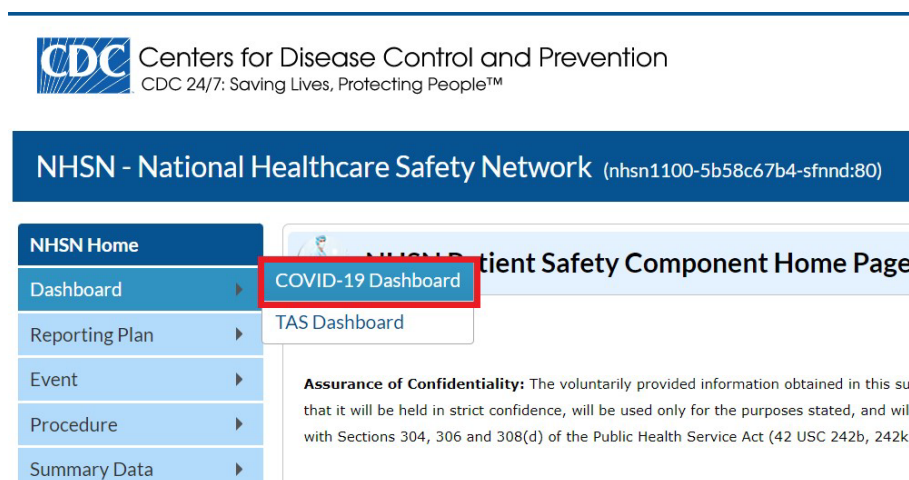 CDC
Centers for Disease Control and Prevention
CDC 24/7: Saving Lives, Protecting People™
NHSN - National Healthcare Safety Network (nhsn1100-5b58c67b4-sfnnd:80)
NHSN Home
Dashboard
Reporting Plan
Event
Procedure
Summary Data
COVID-19 Dashboard
TAS Dashboard
NHSN Patient Safety Component Home Page
Assurance of Confidentiality: The voluntarily provided information obtained in this su
that it will be held in strict confidence, will be used only for the purposes stated, and wil
with Sections 304, 306 and 308(d) of the Public Health Service Act (42 USC 242b, 242k